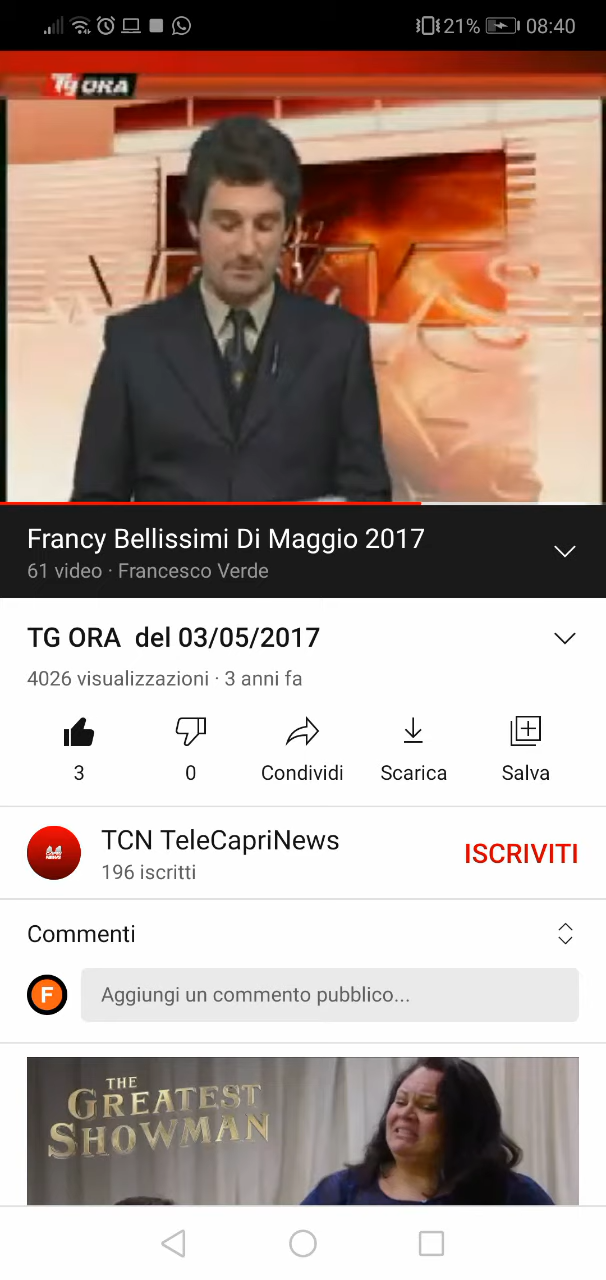 21% 08:40
Tg ORA
Francy Bellissimi Di Maggio 2017
61 video · Francesco Verde
TG ORA del 03/05/2017
4026 visualizzazioni · 3 anni fa
3 0 Condividi Scarica Salva
TCN TeleCapriNews
196 iscritti
ISCRIVITI
Commenti
F
Aggiungi un commento pubblico...
THE
GREATEST
SHOWMAN